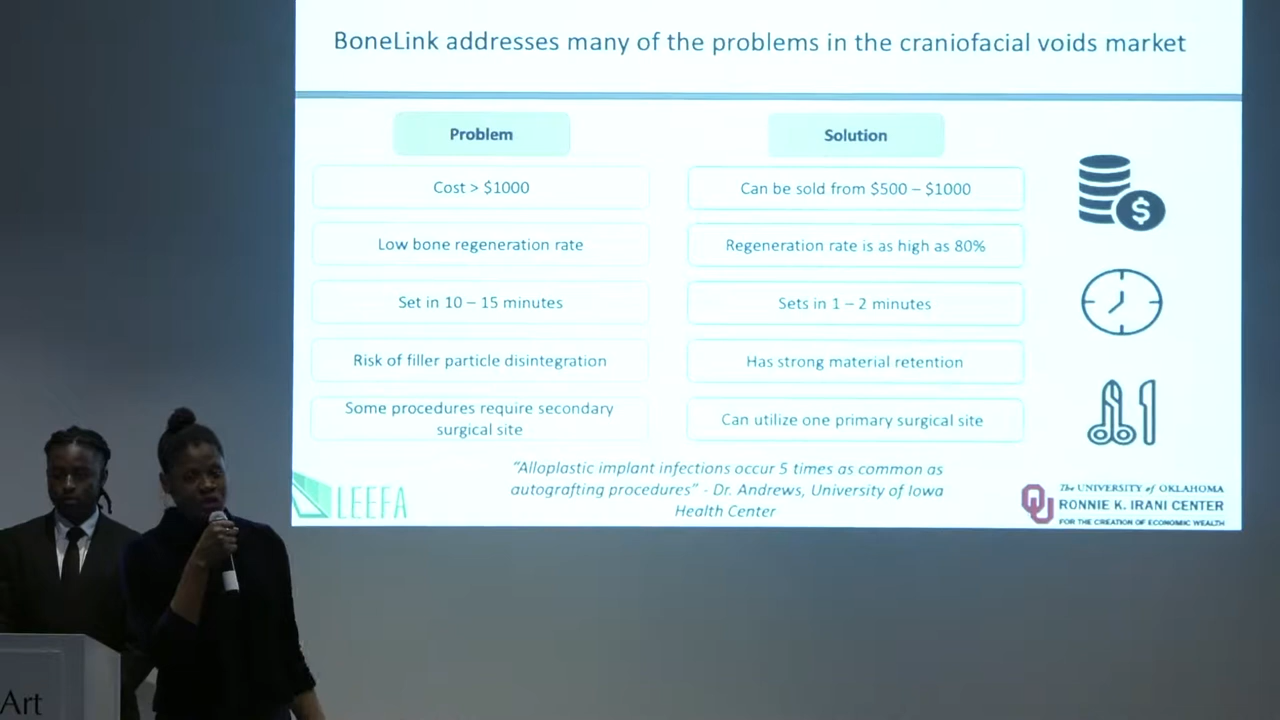 BoneLink addresses many of the problems in the craniofacial voids market
Problem
Solution
Cost > $1000
Can be sold from $500 – $1000
Low bone regeneration rate
Regeneration rate is as high as 80%
Set in 10 – 15 minutes
Sets in 1 – 2 minutes
Risk of filler particle disintegration
Has strong material retention
Some procedures require secondary
surgical site
Can utilize one primary surgical site
"Alloplastic implant infections occur 5 times as common as
autografting procedures" - Dr. Andrews, University of Iowa
Health Center
LEEFA
The UNIVERSITY of OKLAHOMA
RONNIE K. IRANI CENTER
FOR THE CREATION OF ECONOMIC WEALTH
Art